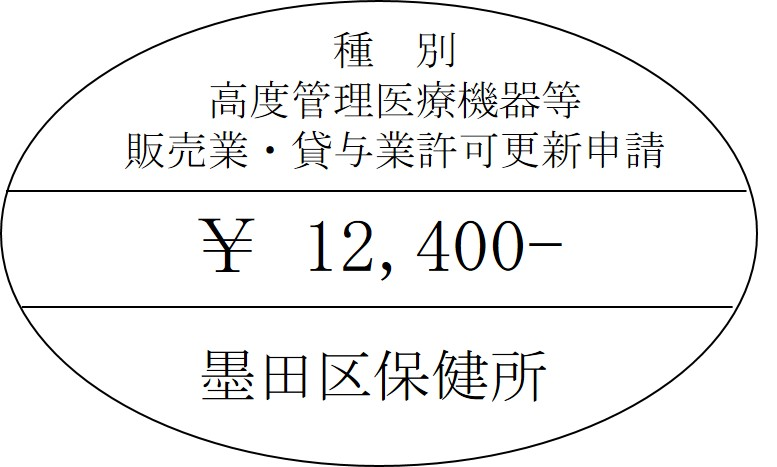 種　別
高度管理医療機器等
販売業・貸与業許可更新申請
￥ 12,400-
墨田区保健所